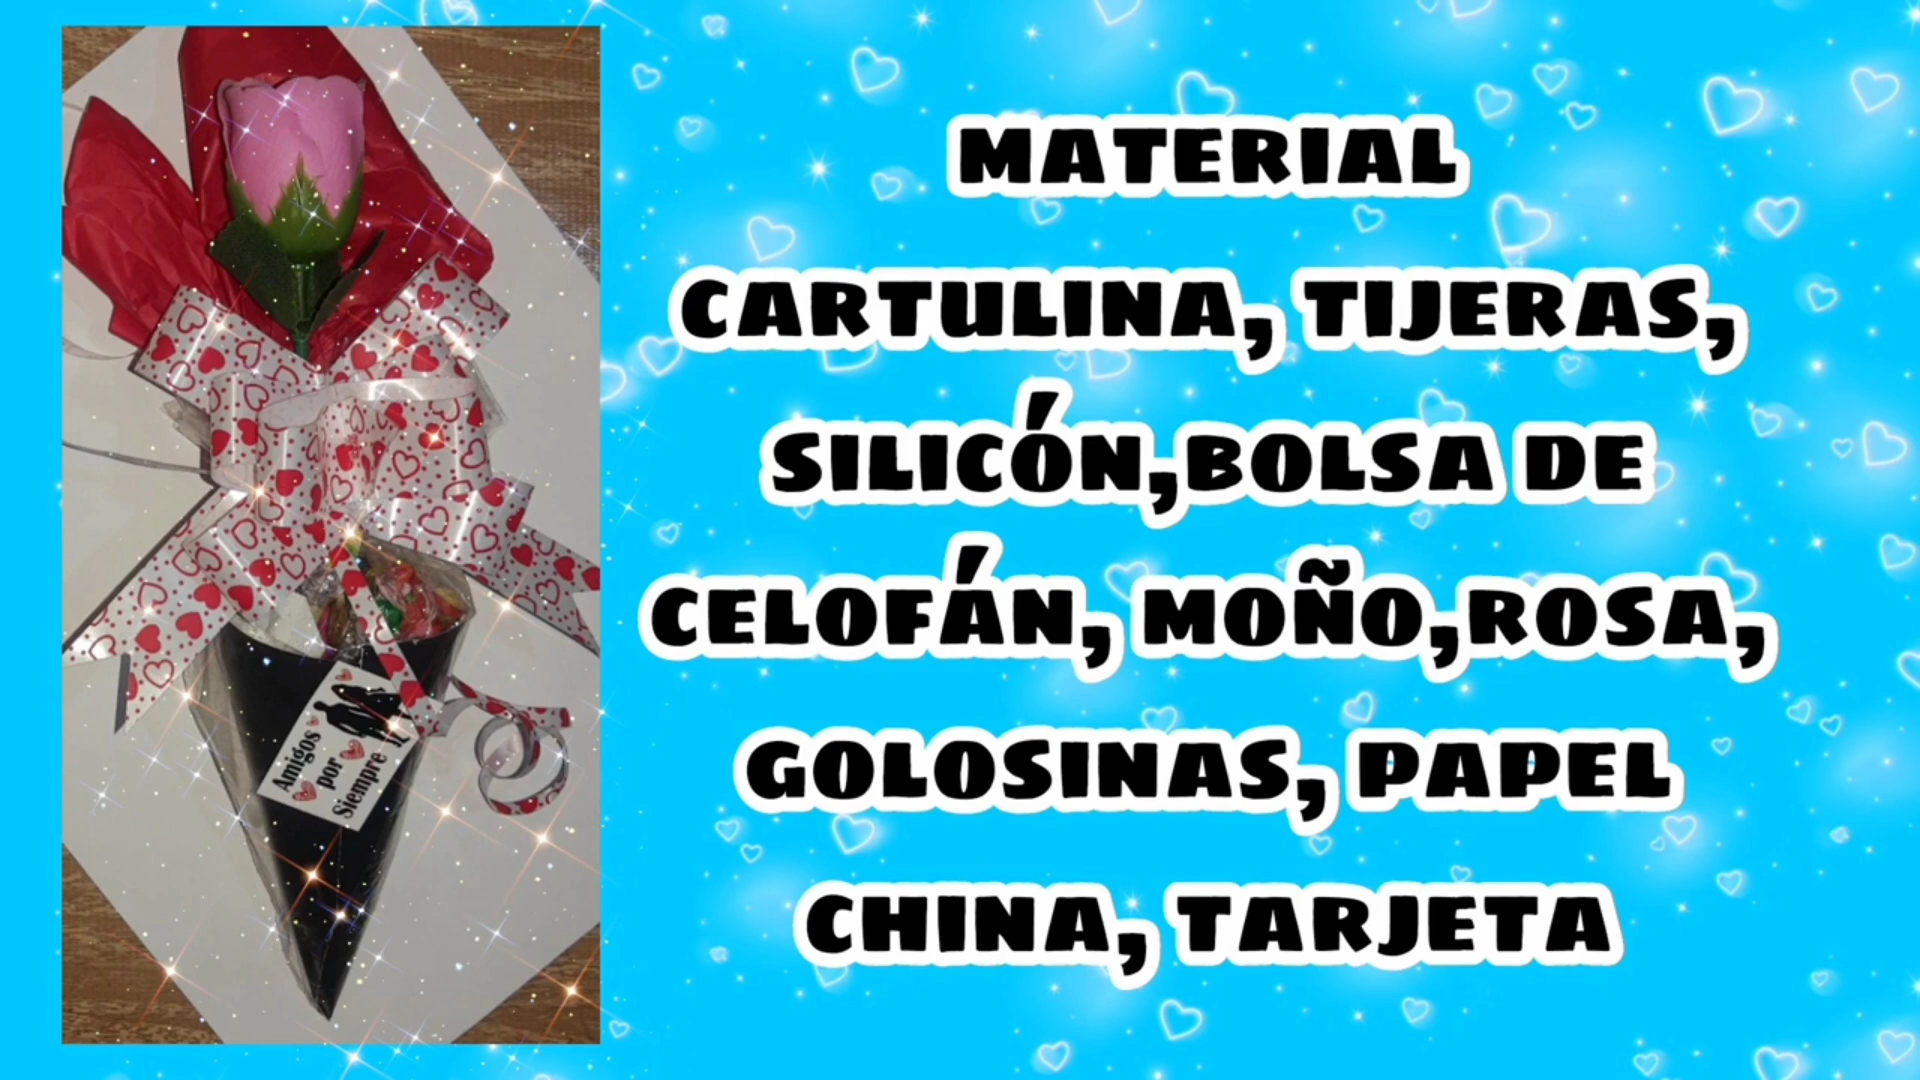 MATERIAL
CARTULINA, TIJERAS,
SILICÓN,BOLSA DE
CELOFÁN, MOÑO,ROSA,
GOLOSINAS, PAPEL
CHINA, TARJETA
Amigos
por
Siempre